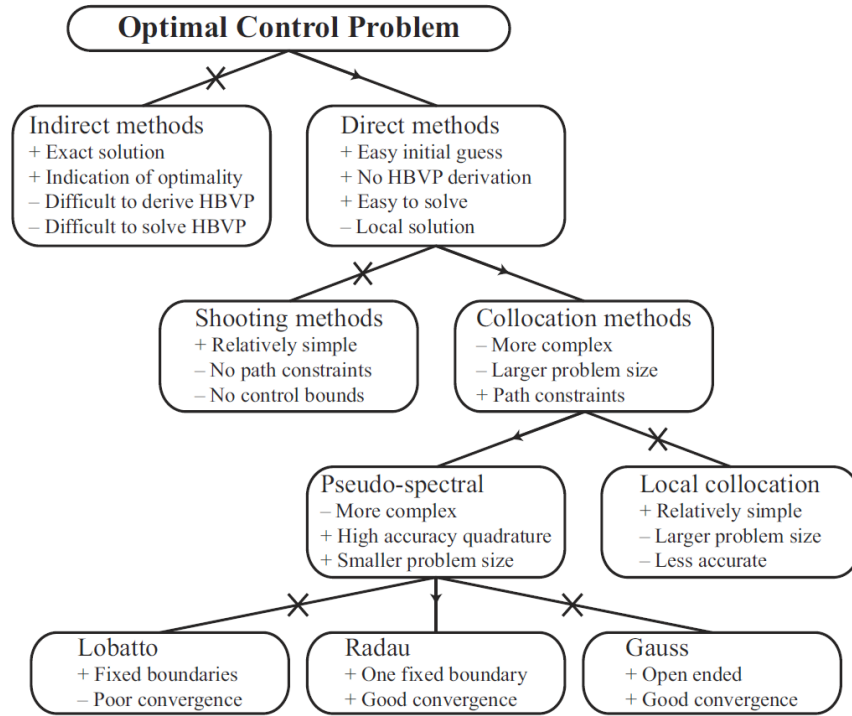 Optimal Control Problem
Indirect methods
+ Exact solution
+ Indication of optimality
– Difficult to derive HBVP
– Difficult to solve HBVP
Direct methods
+ Easy initial guess
+ No HBVP derivation
+ Easy to solve
– Local solution
Shooting methods
+ Relatively simple
– No path constraints
– No control bounds
Collocation methods
– More complex
– Larger problem size
+ Path constraints
Pseudo-spectral
– More complex
+ High accuracy quadrature
+ Smaller problem size
Local collocation
+ Relatively simple
– Larger problem size
– Less accurate
Lobatto
+ Fixed boundaries
– Poor convergence
Radau
+ One fixed boundary
+ Good convergence
Gauss
+ Open ended
+ Good convergence